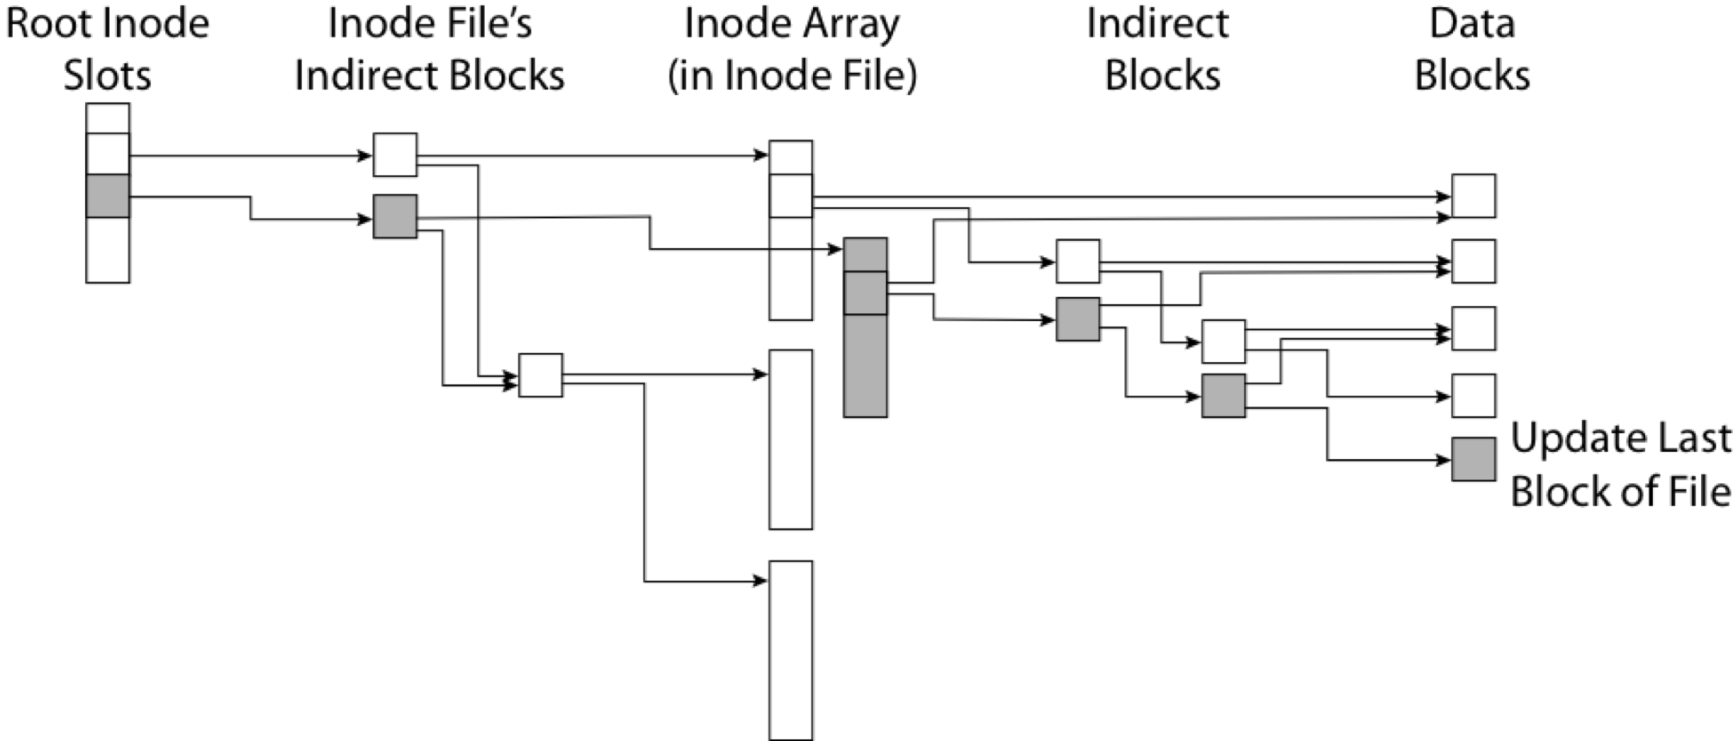 Root Inode
Slots
Inode File’s
Indirect Blocks
Inode Array
(in Inode File)
Indirect
Blocks
Data
Blocks
Update Last
Block of File